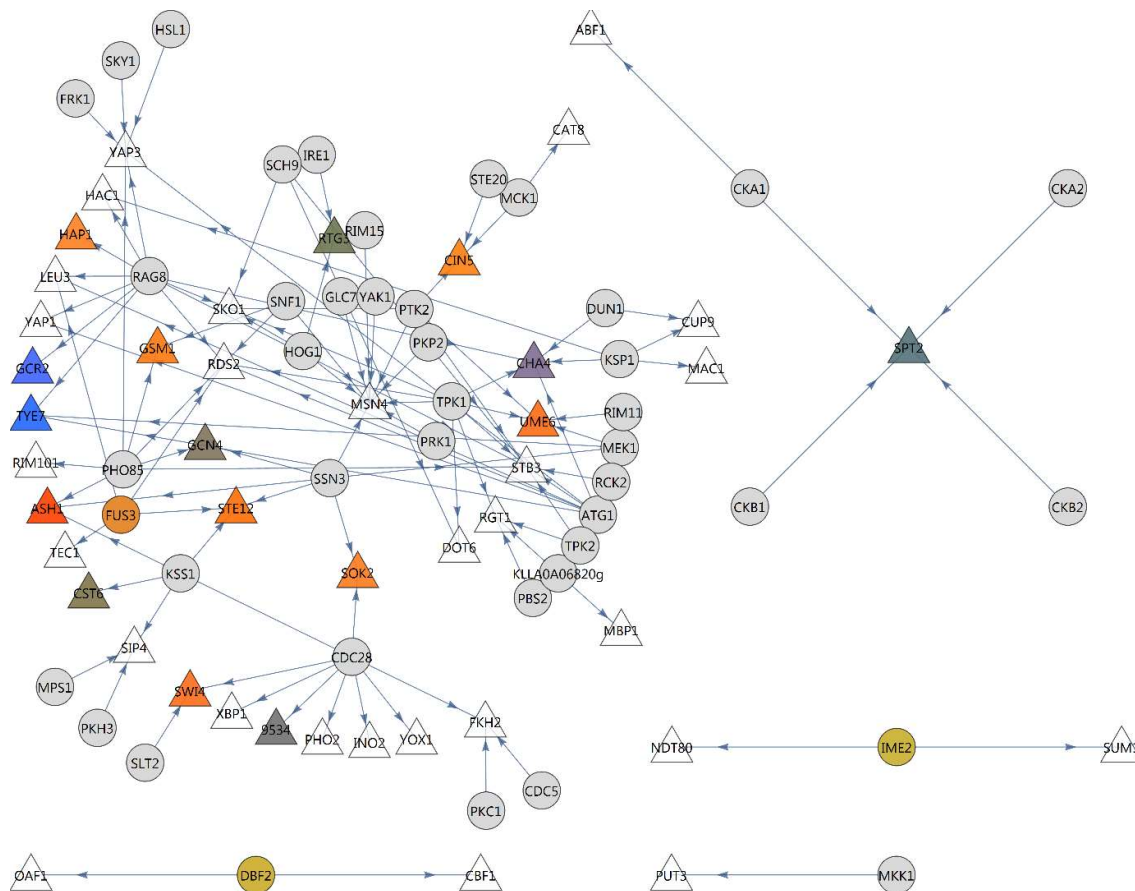 HSL1
ABF1
SKY1
FRK1
CAT8
YAP3
IRE1
SCH9
STE20
MCK1
CKA1
CKA2
HAC1
HAP1
RIM15
CIN5
LEU3
RAG8
SNF1
GLC7
YAK1
PTK2
DUN1
SKO1
YAP1
CUP9
PKP2
GSM1
HOG1
SPT2
RDS2
CHA4
KSP1
MAC1
GCR2
MSN4
TPK1
TYE7
UME6
RIM11
GCN4
PRK1
MEK1
RIM101
PHO85
SSN3
STB3
RCK2
ASH1
FUS3
STE12
RGT1
ATG1
CKB1
CKB2
TEC1
DOT6
TPK2
KSS1
SOK2
KLLA0A06820g
CST6
PBS2
MBP1
SIP4
CDC28
MPS1
SWI4
XBP1
FKH2
PKH3
9534
PHO2
INO2
YOX1
NDT80
IME2
SLT2
CDC5
PKC1
OAF1
DBF2
CBF1
PUT3
MKK1